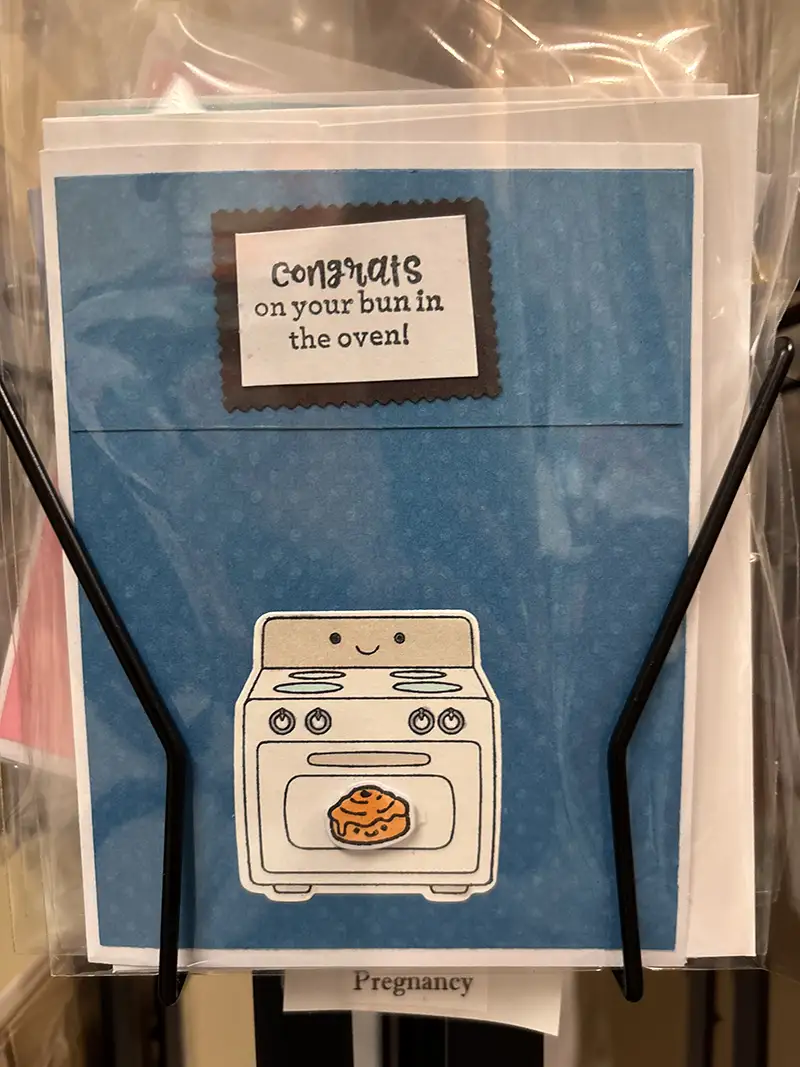 congrats
on your bun in
the oven!
Pregnancy